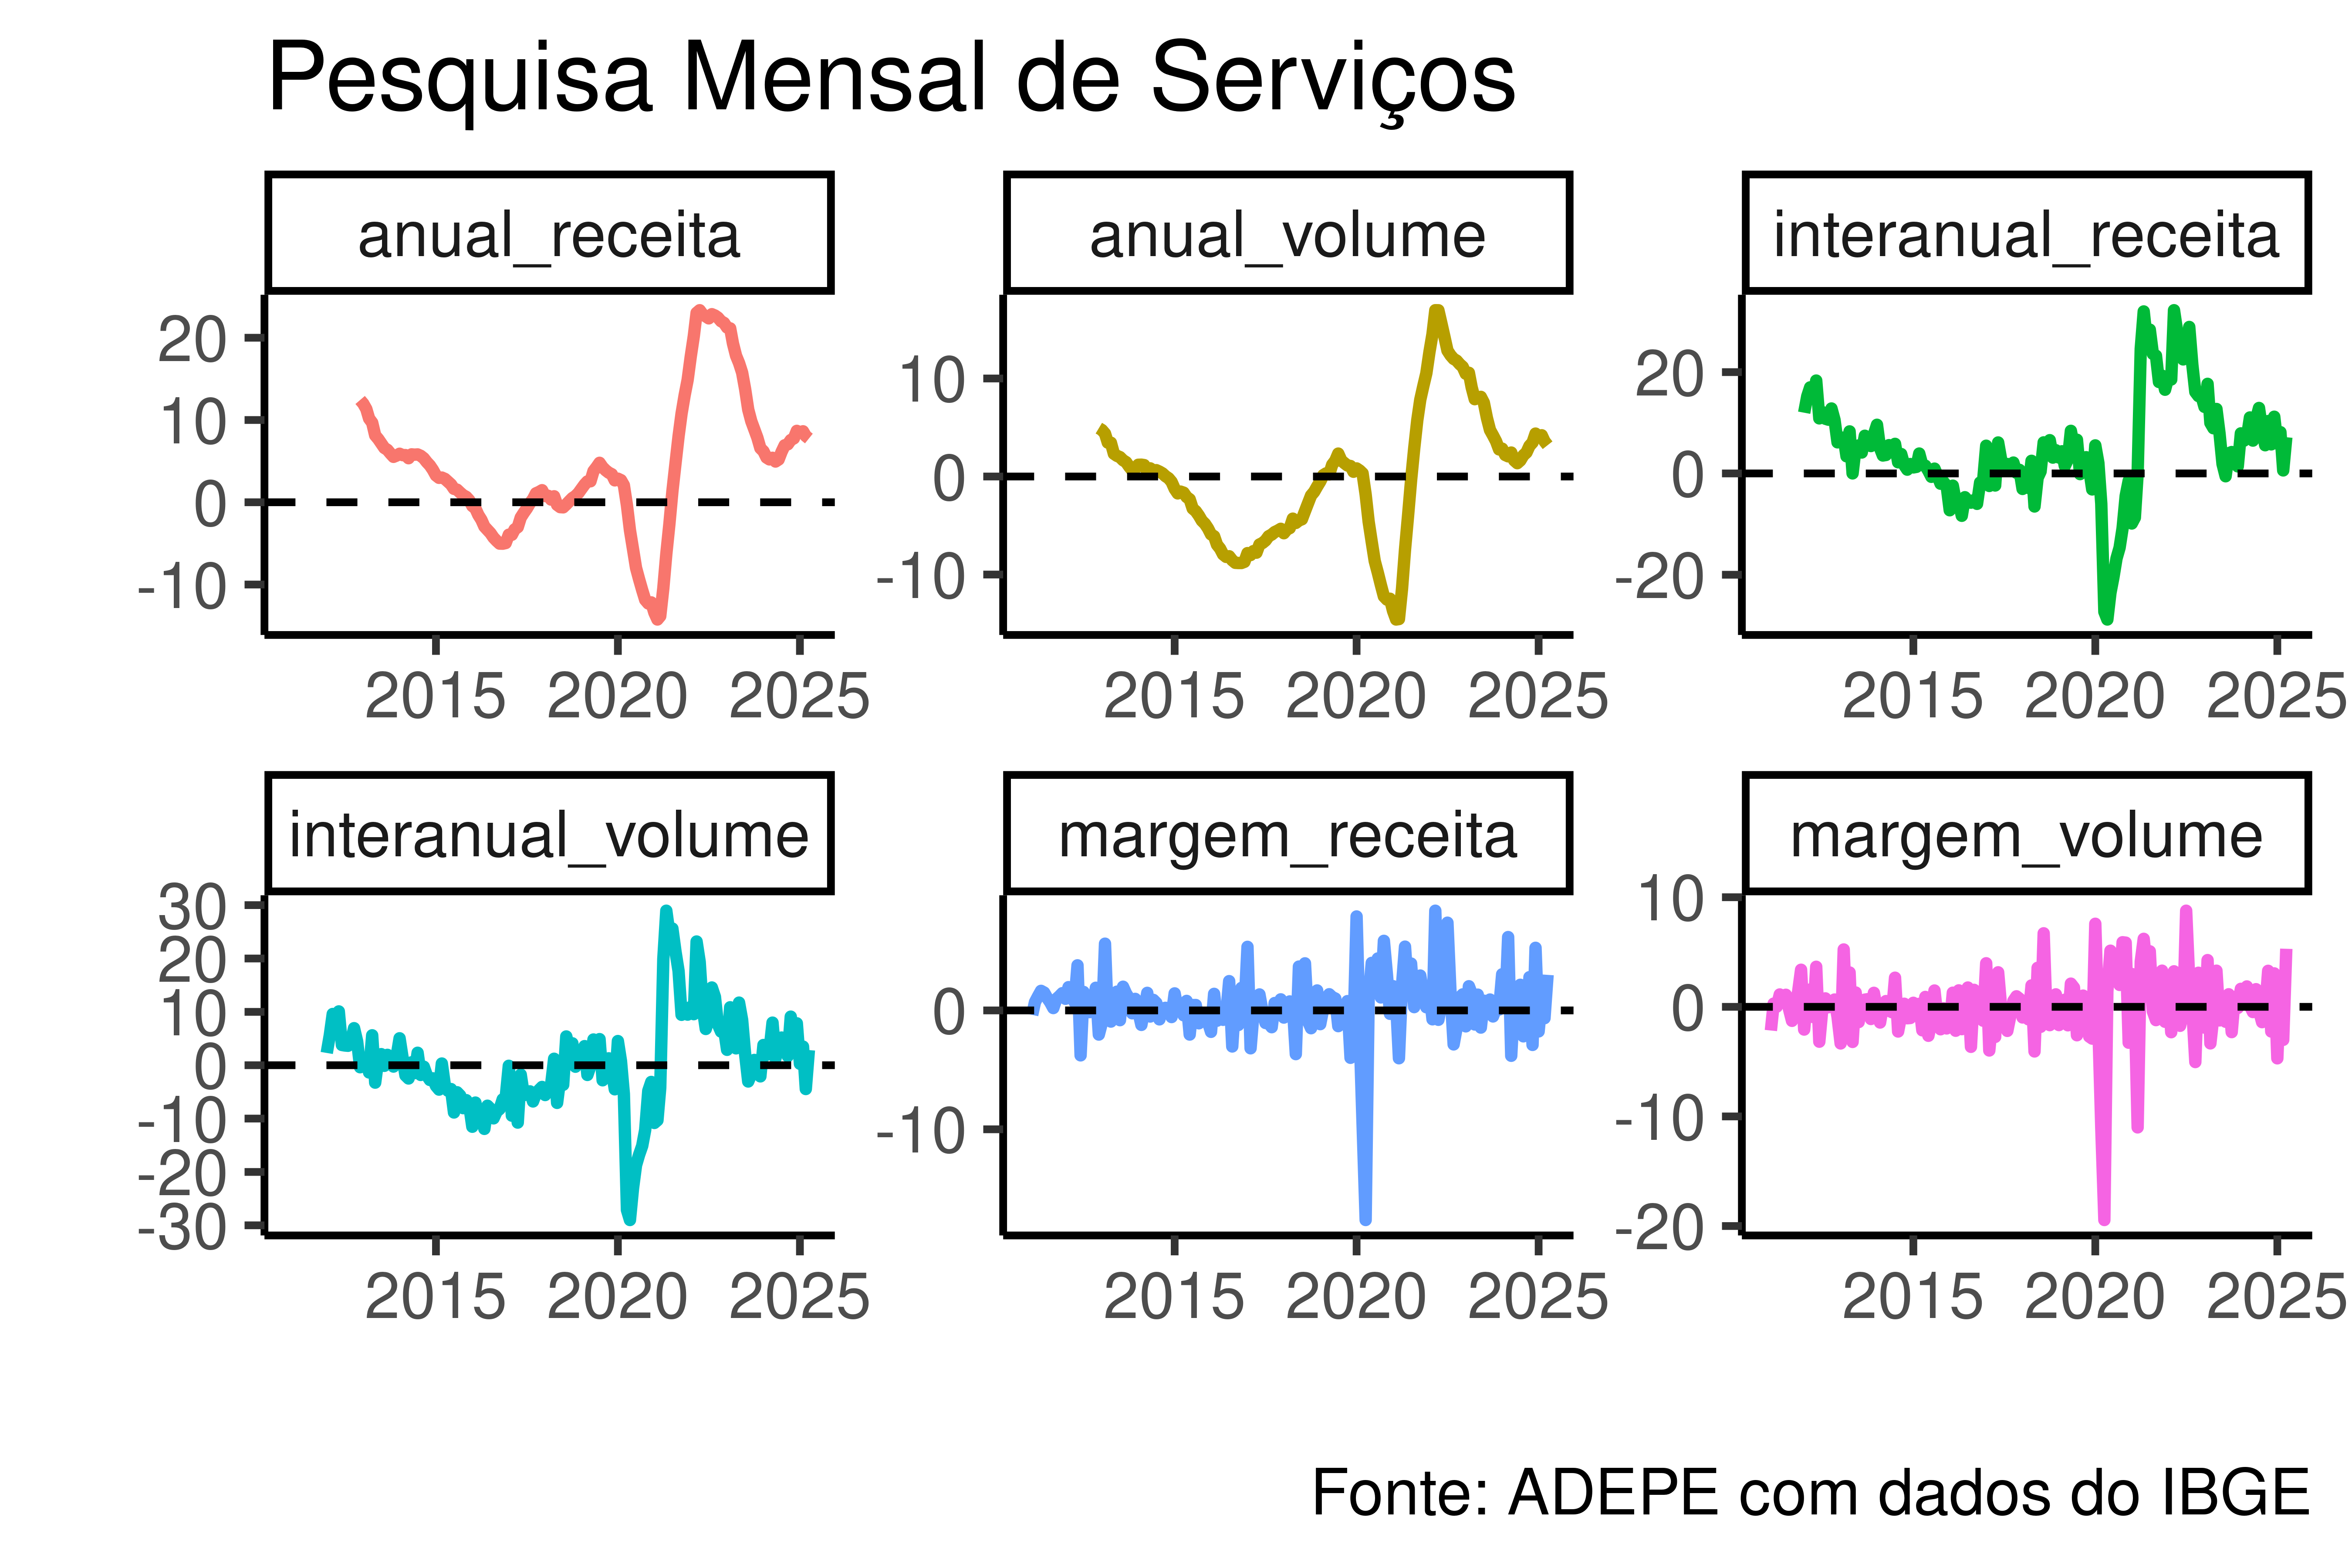 Pesquisa Mensal de Serviços
anual_receita
anual_volume
interanual_receita
20
10
0
-10
10
0
-10
20
0
-20
2015 2020 2025
2015 2020 2025
2015 2020 2025
interanual_volume
margem_receita
margem_volume
30
20
10
0
-10
-20
-30
0
-10
10
0
-10
-20
2015 2020 2025
2015 2020 2025
2015 2020 2025
Fonte: ADEPE com dados do IBGE